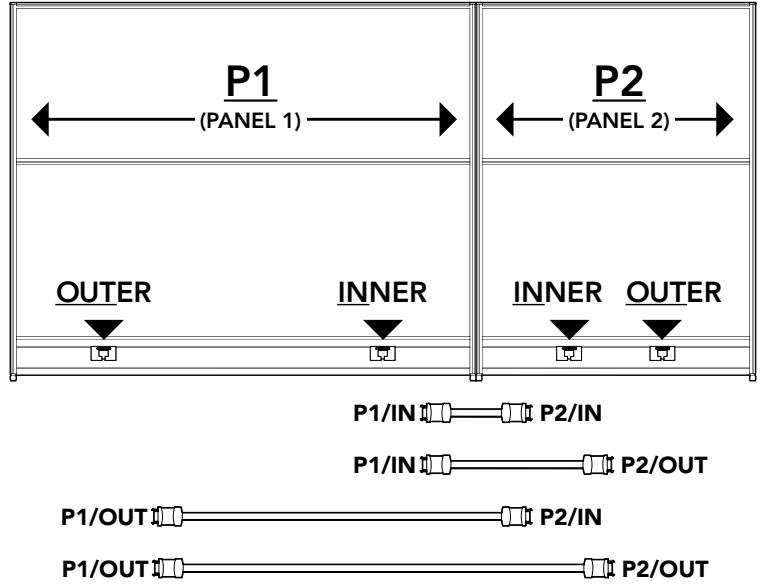 P1 P2
(PANEL 1) (PANEL 2)
OUTER INNER INNER OUTER
P1/IN P2/IN
P1/IN P2/OUT
P1/OUT P2/IN
P1/OUT P2/OUT